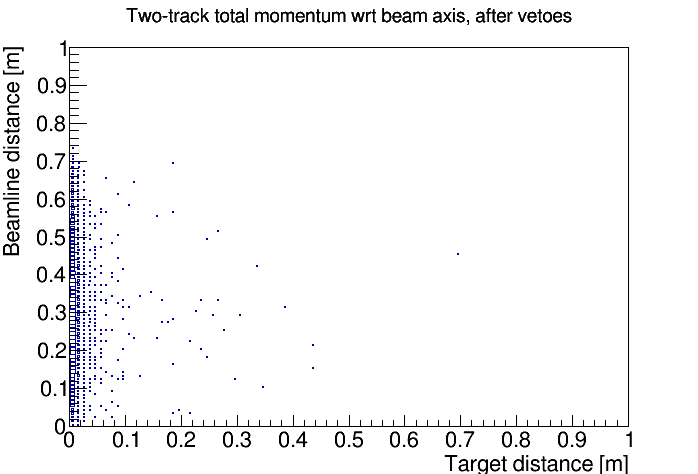 Two-track total momentum wrt beam axis, after vetoes
Beamline distance [m]
1
0.9
0.8
0.7
0.6
0.5
0.4
0.3
0.2
0.1
0
0 0.1 0.2 0.3 0.4 0.5 0.6 0.7 0.8 0.9 1
Target distance [m]